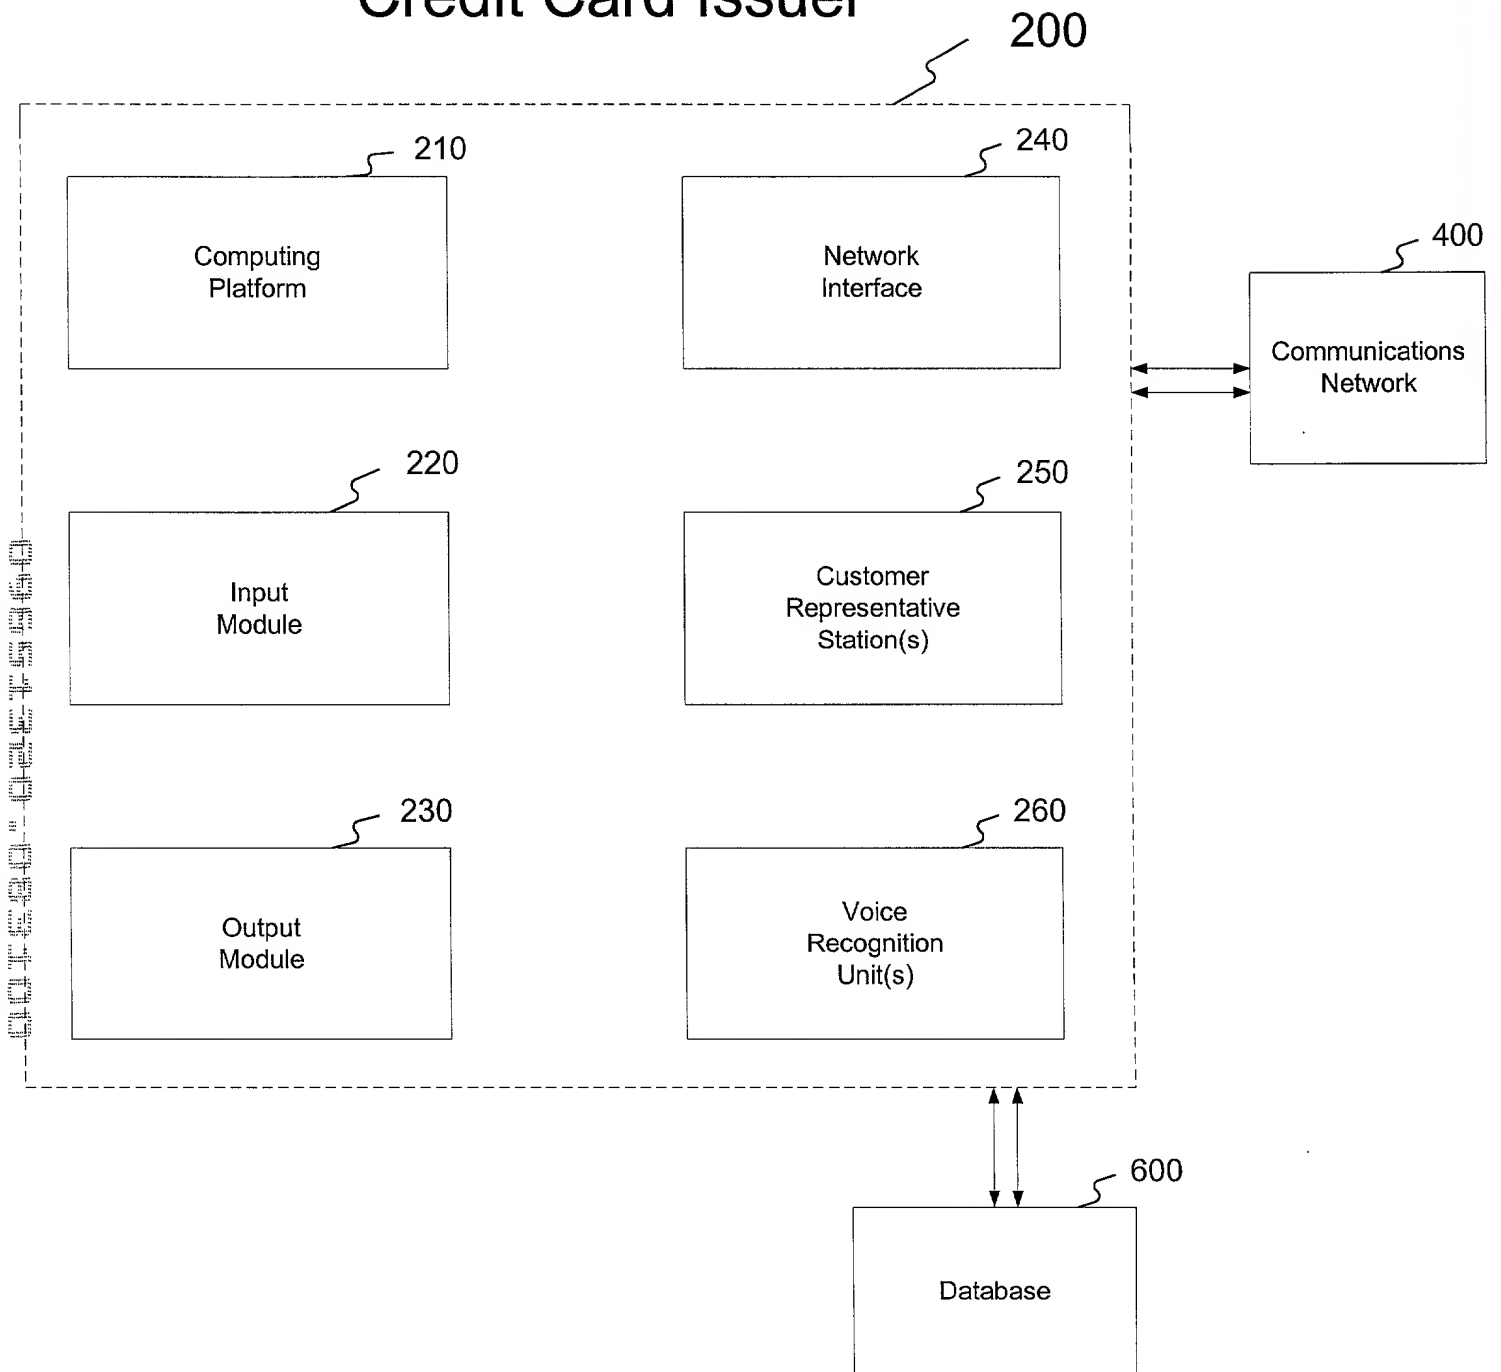 Credit Card Issuer
200
210
240
Computing
Platform
Network
Interface
400
Communications
Network
220
250
Input
Module
Customer
Representative
Station(s)
230
260
Output
Module
Voice
Recognition
Unit(s)
600
Database